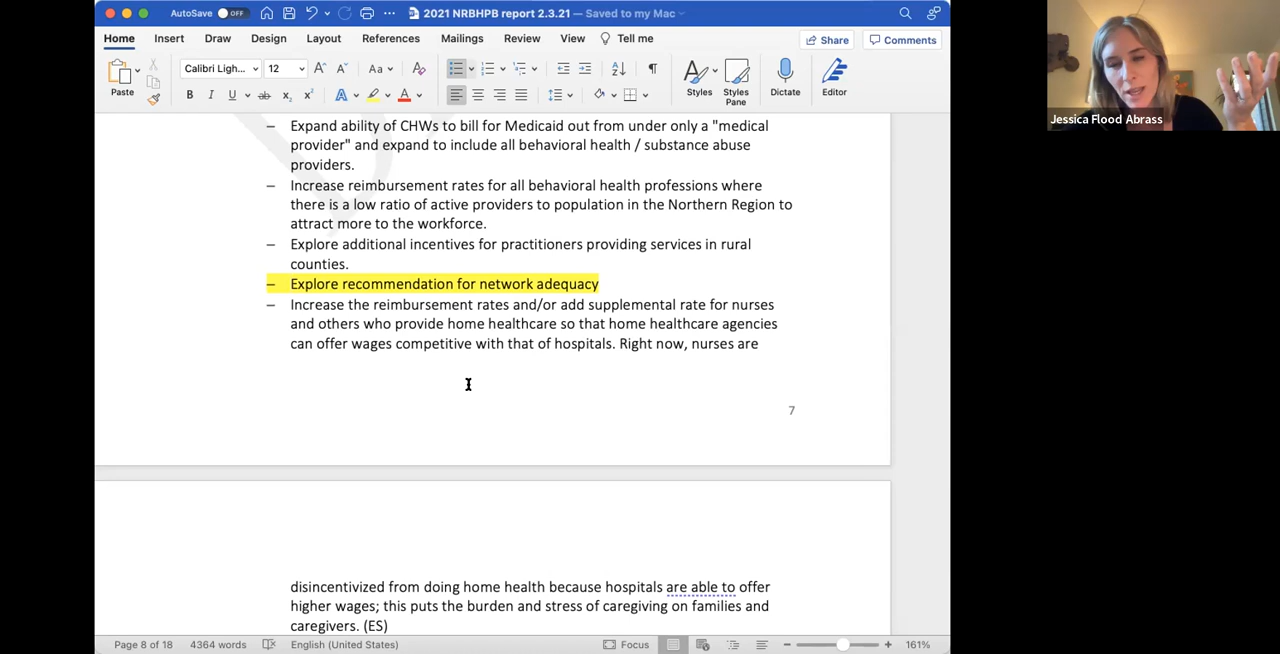 AutoSave OFF 2021 NRBHPB report 2.3.21 — Saved to my Mac
Home Insert Draw Design Layout References Mailings Review View Tell me Share Comments
Paste Calibri Ligh... 12 Aa Styles Styles Pane Dictate Editor
– Expand ability of CHWs to bill for Medicaid out from under only a "medical
provider" and expand to include all behavioral health / substance abuse
providers.
– Increase reimbursement rates for all behavioral health professions where
there is a low ratio of active providers to population in the Northern Region to
attract more to the workforce.
– Explore additional incentives for practitioners providing services in rural
counties.
– Explore recommendation for network adequacy
– Increase the reimbursement rates and/or add supplemental rate for nurses
and others who provide home healthcare so that home healthcare agencies
can offer wages competitive with that of hospitals. Right now, nurses are
7
disincentivized from doing home health because hospitals are able to offer
higher wages; this puts the burden and stress of caregiving on families and
caregivers. (ES)
Page 8 of 18 4364 words English (United States) Focus 161%
Jessica Flood Abrass